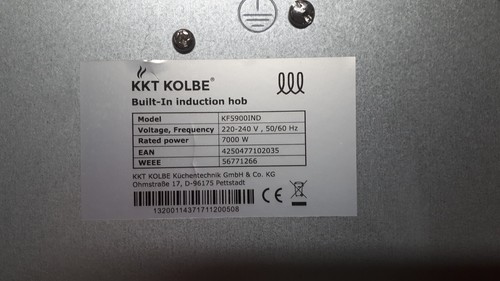 KKT KOLBE®
Built-In induction hob
Model KF5900IND
Voltage, Frequency 220-240 V , 50/60 Hz
Rated power 7000 W
EAN 4250477102035
WEEE 56771266
KKT KOLBE Küchentechnik GmbH & Co. KG
Ohmstraße 17, D-96175 Pettstadt
CE
13200114371711200508